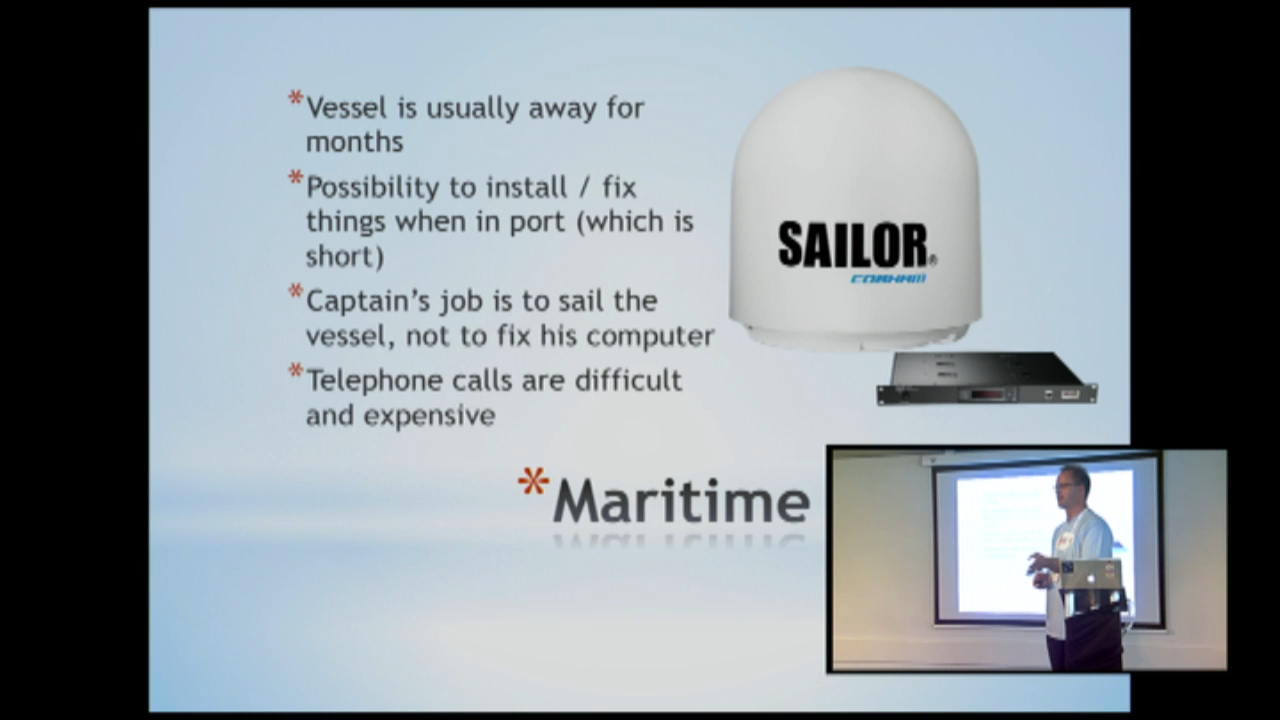 *Vessel is usually away for
months
*Possibility to install / fix
things when in port (which is
short)
*Captain's job is to sail the
vessel, not to fix his computer
*Telephone calls are difficult
and expensive
SAILOR®
*Maritime